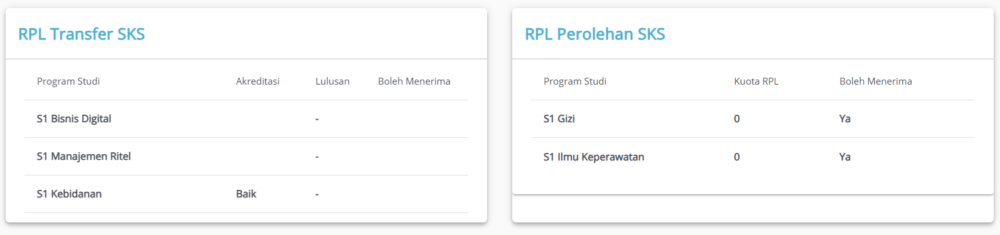 RPL Transfer SKS
Program Studi Akreditasi Lulusan Boleh Menerima
S1 Bisnis Digital -
S1 Manajemen Ritel -
S1 Kebidanan Baik -
RPL Perolehan SKS
Program Studi Kuota RPL Boleh Menerima
S1 Gizi 0 Ya
S1 Ilmu Keperawatan 0 Ya